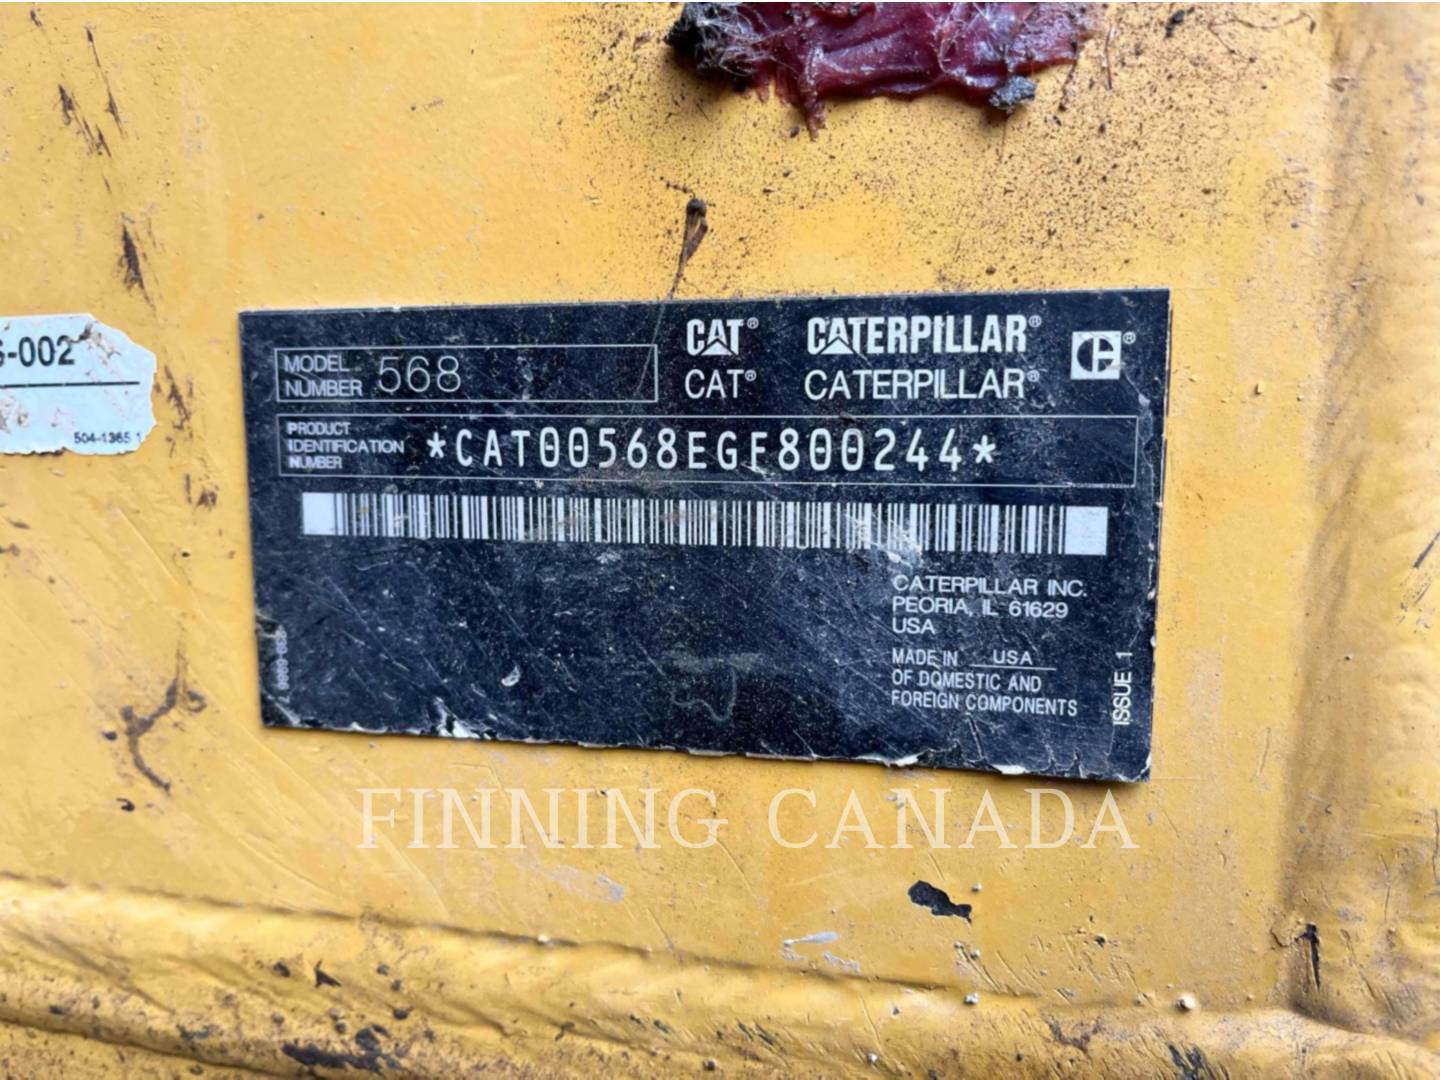 S-002
504-1365 1
CAT® CATERPILLAR®
MODEL NUMBER 568
CAT® CATERPILLAR®
PRODUCT
IDENTIFICATION
NUMBER
*CAT00568EGF800244*
CATERPILLAR INC.
PEORIA, IL 61629
USA
MADE IN USA
OF DOMESTIC AND
FOREIGN COMPONENTS
ISSUE 1
FINNING CANADA